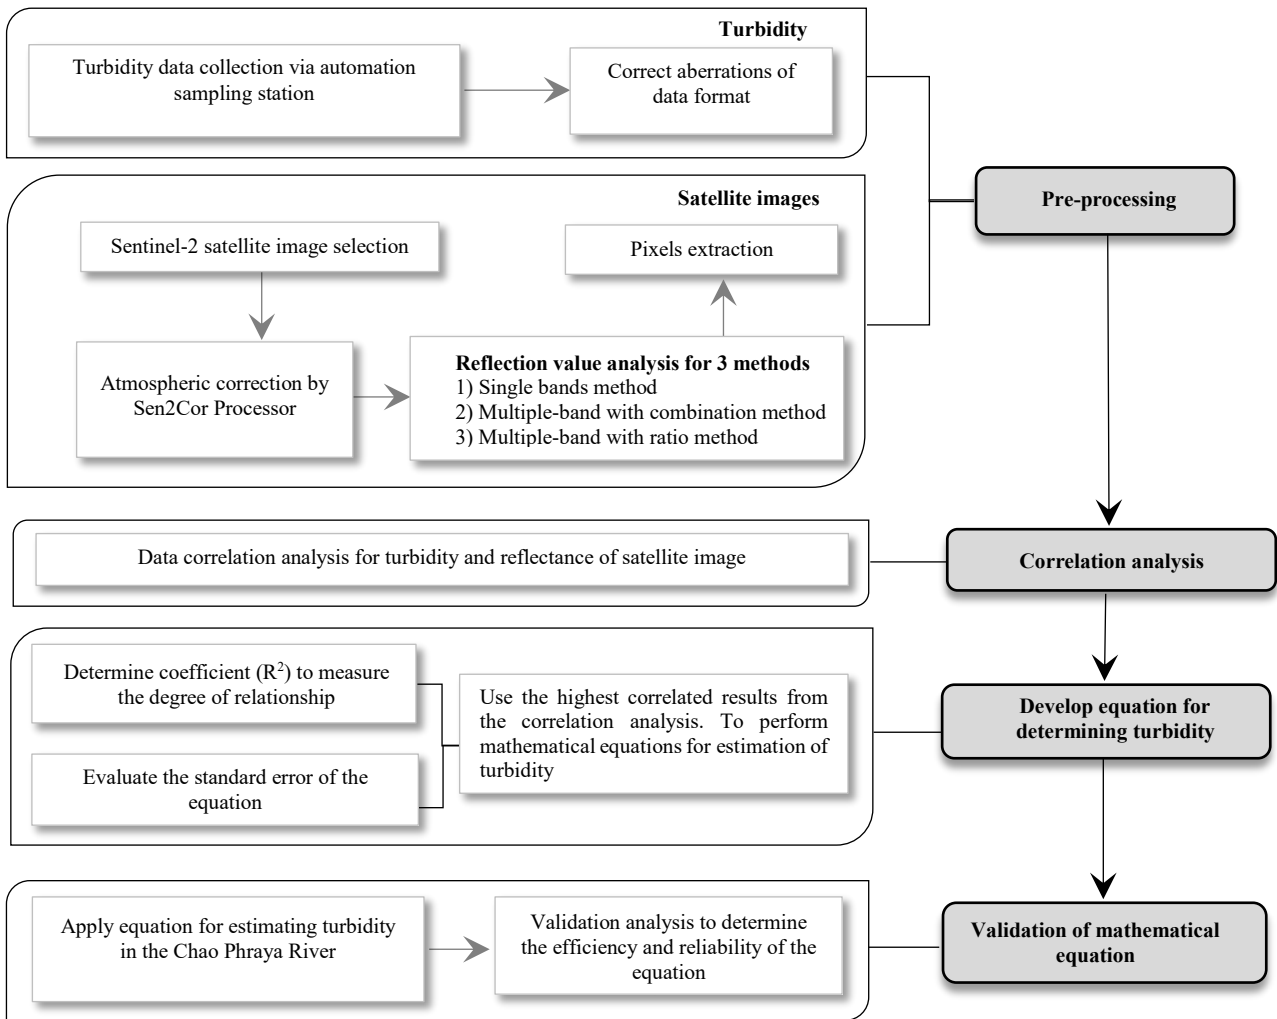 Turbidity
Turbidity data collection via automation
sampling station
Correct aberrations of
data format
Pre-processing
Satellite images
Sentinel-2 satellite image selection
Pixels extraction
Atmospheric correction by
Sen2Cor Processor
Reflection value analysis for 3 methods
1) Single bands method
2) Multiple-band with combination method
3) Multiple-band with ratio method
Data correlation analysis for turbidity and reflectance of satellite image
Correlation analysis
Determine coefficient (R²) to measure
the degree of relationship
Evaluate the standard error of the
equation
Use the highest correlated results from
the correlation analysis. To perform
mathematical equations for estimation of
turbidity
Develop equation for
determining turbidity
Apply equation for estimating turbidity
in the Chao Phraya River
Validation analysis to determine
the efficiency and reliability of the
equation
Validation of mathematical
equation